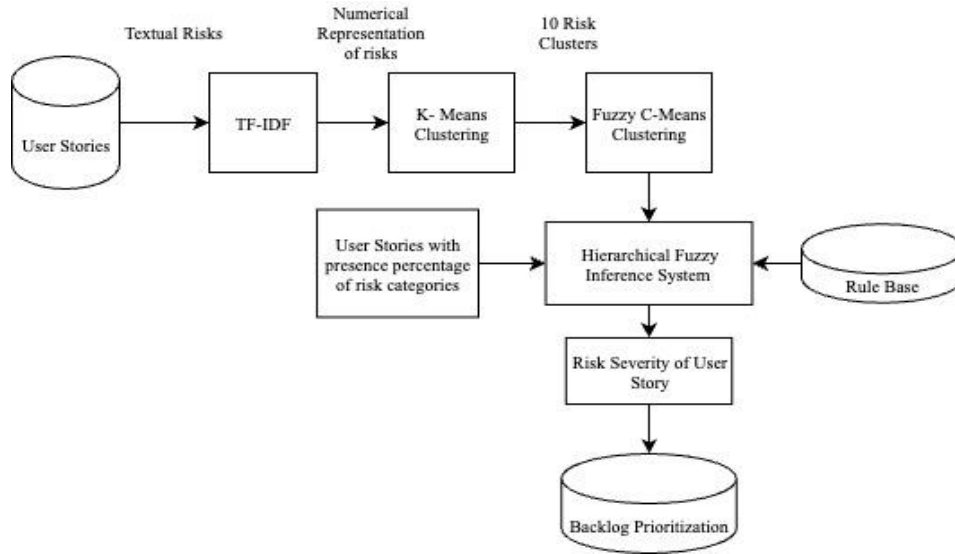 Textual Risks
Numerical
Representation
of risks
10 Risk
Clusters
User Stories
TF-IDF
K- Means
Clustering
Fuzzy C-Means
Clustering
User Stories with
presence percentage
of risk categories
Hierarchical Fuzzy
Inference System
Rule Base
Risk Severity of User
Story
Backlog Prioritization